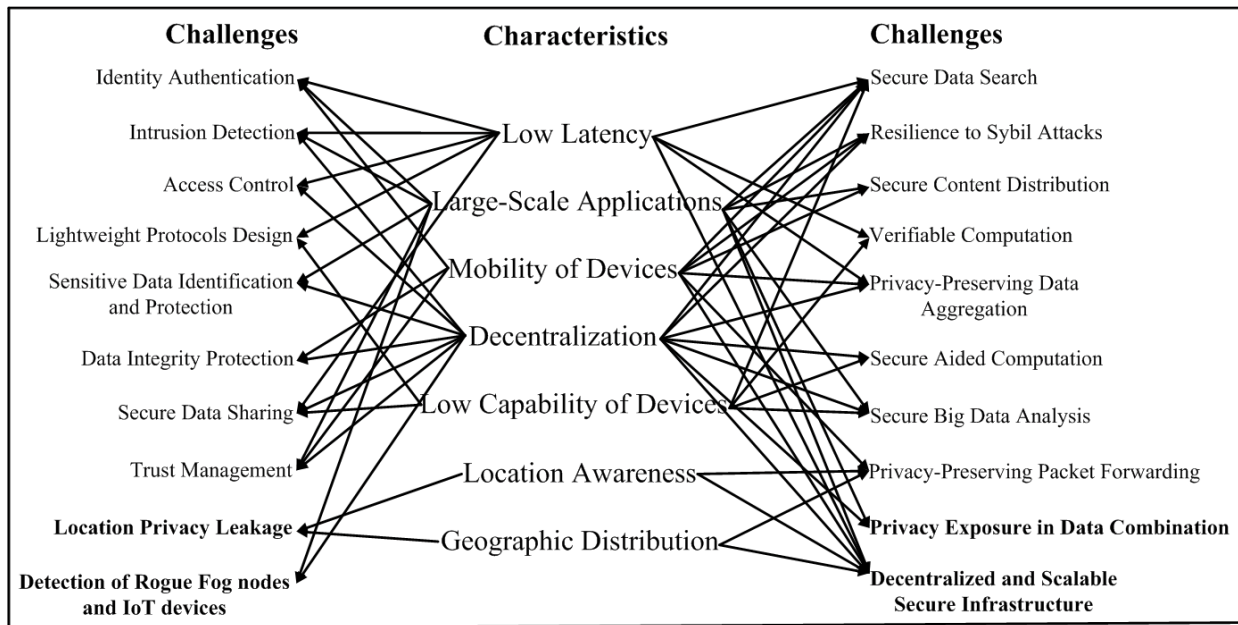 Challenges
Characteristics
Challenges
Identity Authentication
Intrusion Detection
Access Control
Lightweight Protocols Design
Sensitive Data Identification
and Protection
Data Integrity Protection
Secure Data Sharing
Trust Management
Location Privacy Leakage
Detection of Rogue Fog nodes
and IoT devices
Low Latency
Large-Scale Applications
Mobility of Devices
Decentralization
Low Capability of Devices
Location Awareness
Geographic Distribution
Secure Data Search
Resilience to Sybil Attacks
Secure Content Distribution
Verifiable Computation
Privacy-Preserving Data
Aggregation
Secure Aided Computation
Secure Big Data Analysis
Privacy-Preserving Packet Forwarding
Privacy Exposure in Data Combination
Decentralized and Scalable
Secure Infrastructure